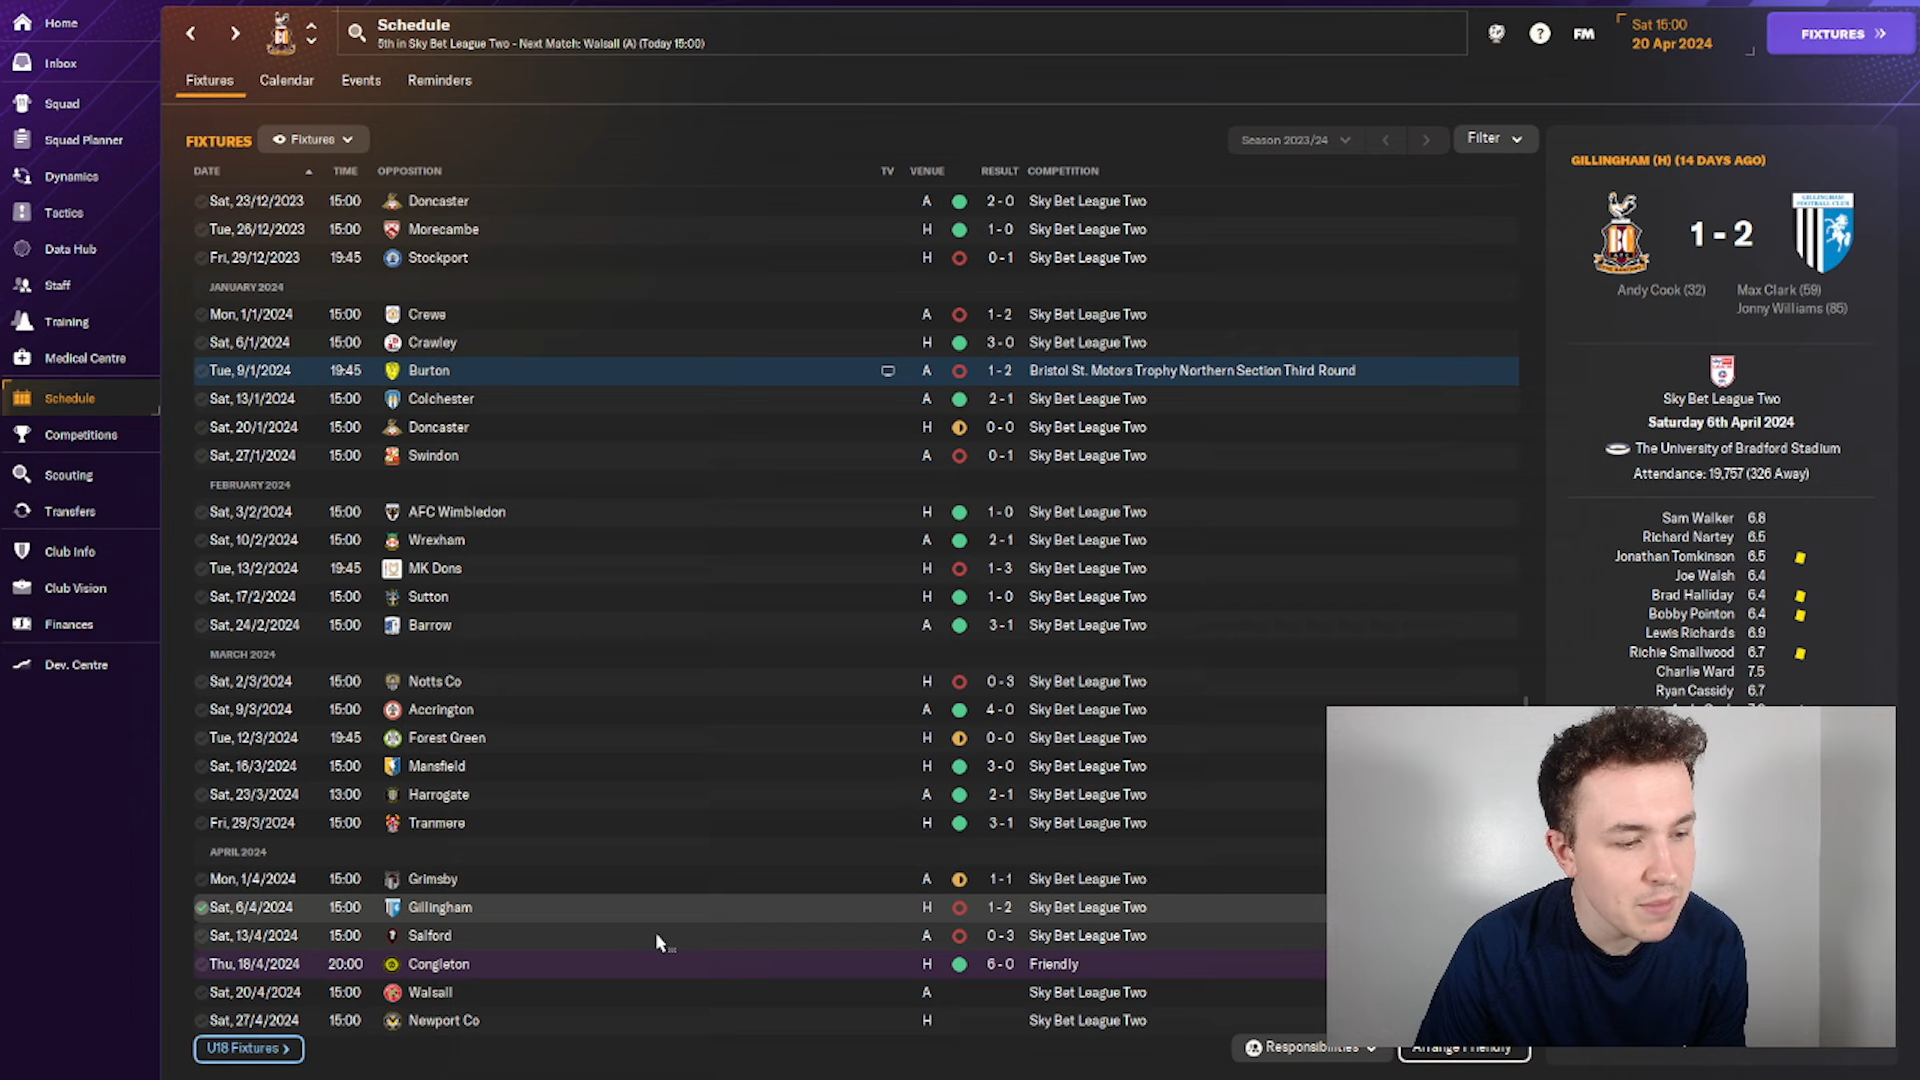 Home
Inbox
Squad
Squad Planner
Dynamics
Tactics
Data Hub
Staff
Training
Medical Centre
Schedule
Competitions
Scouting
Transfers
Club Info
Club Vision
Finances
Dev. Centre
Schedule
5th in Sky Bet League Two - Next Match: Walsall (A) (Today 15:00)
? FM
Sat 15:00
20 Apr 2024
FIXTURES
Fixtures Calendar Events Reminders
FIXTURES Fixtures Season 2023/24 Filter
DATE TIME OPPOSITION TV VENUE RESULT COMPETITION
Sat, 23/12/2023 15:00 Doncaster A 2 - 0 Sky Bet League Two
Tue, 26/12/2023 15:00 Morecambe H 1 - 0 Sky Bet League Two
Fri, 29/12/2023 19:45 Stockport H 0 - 1 Sky Bet League Two
JANUARY 2024
Mon, 1/1/2024 15:00 Crewe A 1 - 2 Sky Bet League Two
Sat, 6/1/2024 15:00 Crawley H 3 - 0 Sky Bet League Two
Tue, 9/1/2024 19:45 Burton A 1 - 2 Bristol St. Motors Trophy Northern Section Third Round
Sat, 13/1/2024 15:00 Colchester A 2 - 1 Sky Bet League Two
Sat, 20/1/2024 15:00 Doncaster H 0 - 0 Sky Bet League Two
Sat, 27/1/2024 15:00 Swindon A 0 - 1 Sky Bet League Two
FEBRUARY 2024
Sat, 3/2/2024 15:00 AFC Wimbledon H 1 - 0 Sky Bet League Two
Sat, 10/2/2024 15:00 Wrexham A 2 - 1 Sky Bet League Two
Tue, 13/2/2024 19:45 MK Dons H 1 - 3 Sky Bet League Two
Sat, 17/2/2024 15:00 Sutton H 1 - 0 Sky Bet League Two
Sat, 24/2/2024 15:00 Barrow A 3 - 1 Sky Bet League Two
MARCH 2024
Sat, 2/3/2024 15:00 Notts Co H 0 - 3 Sky Bet League Two
Sat, 9/3/2024 15:00 Accrington A 4 - 0 Sky Bet League Two
Tue, 12/3/2024 19:45 Forest Green H 0 - 0 Sky Bet League Two
Sat, 16/3/2024 15:00 Mansfield H 3 - 0 Sky Bet League Two
Sat, 23/3/2024 13:00 Harrogate A 2 - 1 Sky Bet League Two
Fri, 29/3/2024 15:00 Tranmere H 3 - 1 Sky Bet League Two
APRIL 2024
Mon, 1/4/2024 15:00 Grimsby A 1 - 1 Sky Bet League Two
Sat, 6/4/2024 15:00 Gillingham H 1 - 2 Sky Bet League Two
Sat, 13/4/2024 15:00 Salford A 0 - 3 Sky Bet League Two
Thu, 18/4/2024 20:00 Congleton H 6 - 0 Friendly
Sat, 20/4/2024 15:00 Walsall A Sky Bet League Two
Sat, 27/4/2024 15:00 Newport Co H Sky Bet League Two
U18 Fixtures
Responsibilities Arrange Friendly
GILLINGHAM (H) (14 DAYS AGO)
1 - 2
Andy Cook (32) Max Clark (59)
Jonny Williams (85)
Sky Bet League Two
Saturday 6th April 2024
The University of Bradford Stadium
Attendance: 19,757 (326 Away)
Sam Walker 6.8
Richard Nartey 6.5
Jonathan Tomkinson 6.5
Joe Walsh 6.4
Brad Halliday 6.4
Bobby Pointon 6.4
Lewis Richards 6.9
Richie Smallwood 6.7
Charlie Ward 7.5
Ryan Cassidy 6.7